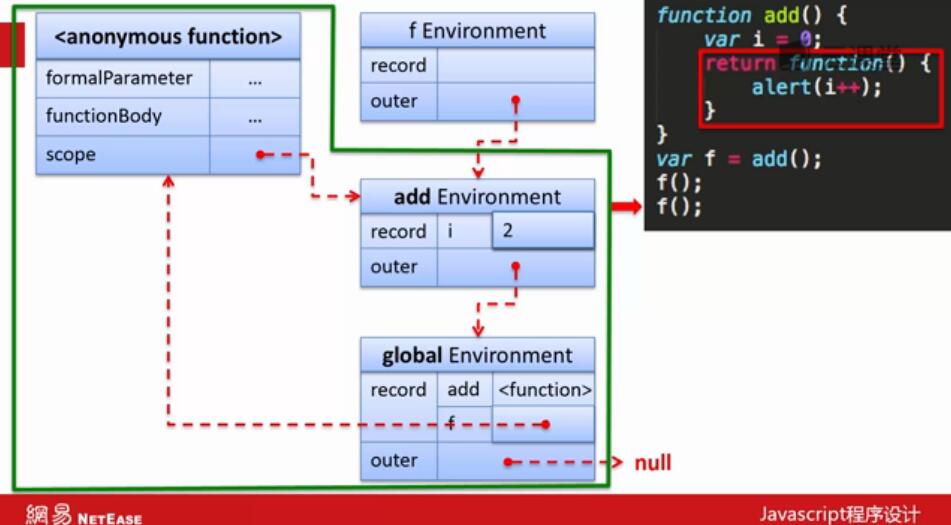 <anonymous function>
formalParameter ...
functionBody ...
scope
f Environment
record
outer
add Environment
record i 2
outer
global Environment
record add <function>
f
outer
null
function add() {
var i = 0;
return function() {
alert(i++);
}
}
var f = add();
f();
f();
網易 NETEASE
Javascript程序设计